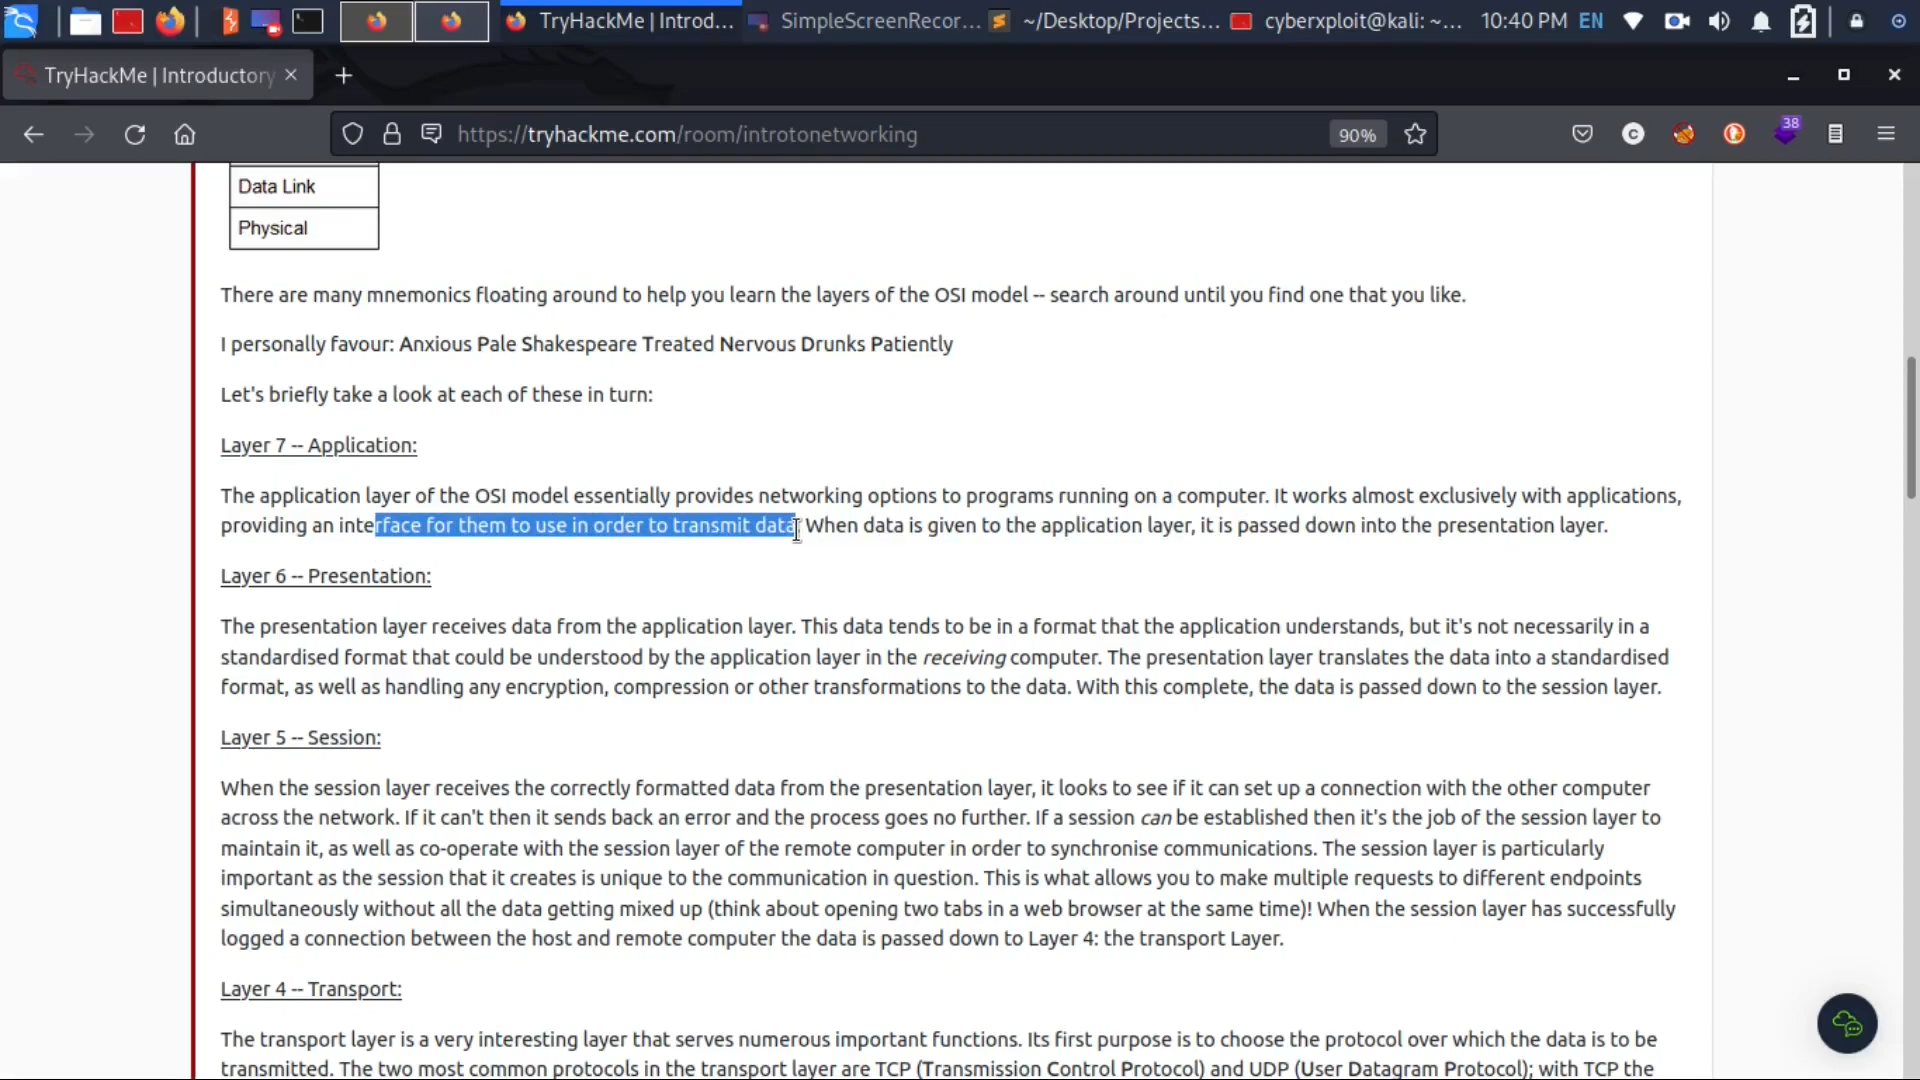 TryHackMe | Introd...
SimpleScreenRecor...
~/Desktop/Projects...
cyberxploit@kali: ~...
10:40 PM
EN
TryHackMe | Introductory
https://tryhackme.com/room/introtonetworking
90%
38
Data Link
Physical
There are many mnemonics floating around to help you learn the layers of the OSI model -- search around until you find one that you like.
I personally favour: Anxious Pale Shakespeare Treated Nervous Drunks Patiently
Let's briefly take a look at each of these in turn:
Layer 7 -- Application:
The application layer of the OSI model essentially provides networking options to programs running on a computer. It works almost exclusively with applications,
providing an interface for them to use in order to transmit data. When data is given to the application layer, it is passed down into the presentation layer.
Layer 6 -- Presentation:
The presentation layer receives data from the application layer. This data tends to be in a format that the application understands, but it's not necessarily in a
standardised format that could be understood by the application layer in the receiving computer. The presentation layer translates the data into a standardised
format, as well as handling any encryption, compression or other transformations to the data. With this complete, the data is passed down to the session layer.
Layer 5 -- Session:
When the session layer receives the correctly formatted data from the presentation layer, it looks to see if it can set up a connection with the other computer
across the network. If it can't then it sends back an error and the process goes no further. If a session can be established then it's the job of the session layer to
maintain it, as well as co-operate with the session layer of the remote computer in order to synchronise communications. The session layer is particularly
important as the session that it creates is unique to the communication in question. This is what allows you to make multiple requests to different endpoints
simultaneously without all the data getting mixed up (think about opening two tabs in a web browser at the same time)! When the session layer has successfully
logged a connection between the host and remote computer the data is passed down to Layer 4: the transport Layer.
Layer 4 -- Transport:
The transport layer is a very interesting layer that serves numerous important functions. Its first purpose is to choose the protocol over which the data is to be
transmitted. The two most common protocols in the transport layer are TCP (Transmission Control Protocol) and UDP (User Datagram Protocol); with TCP the